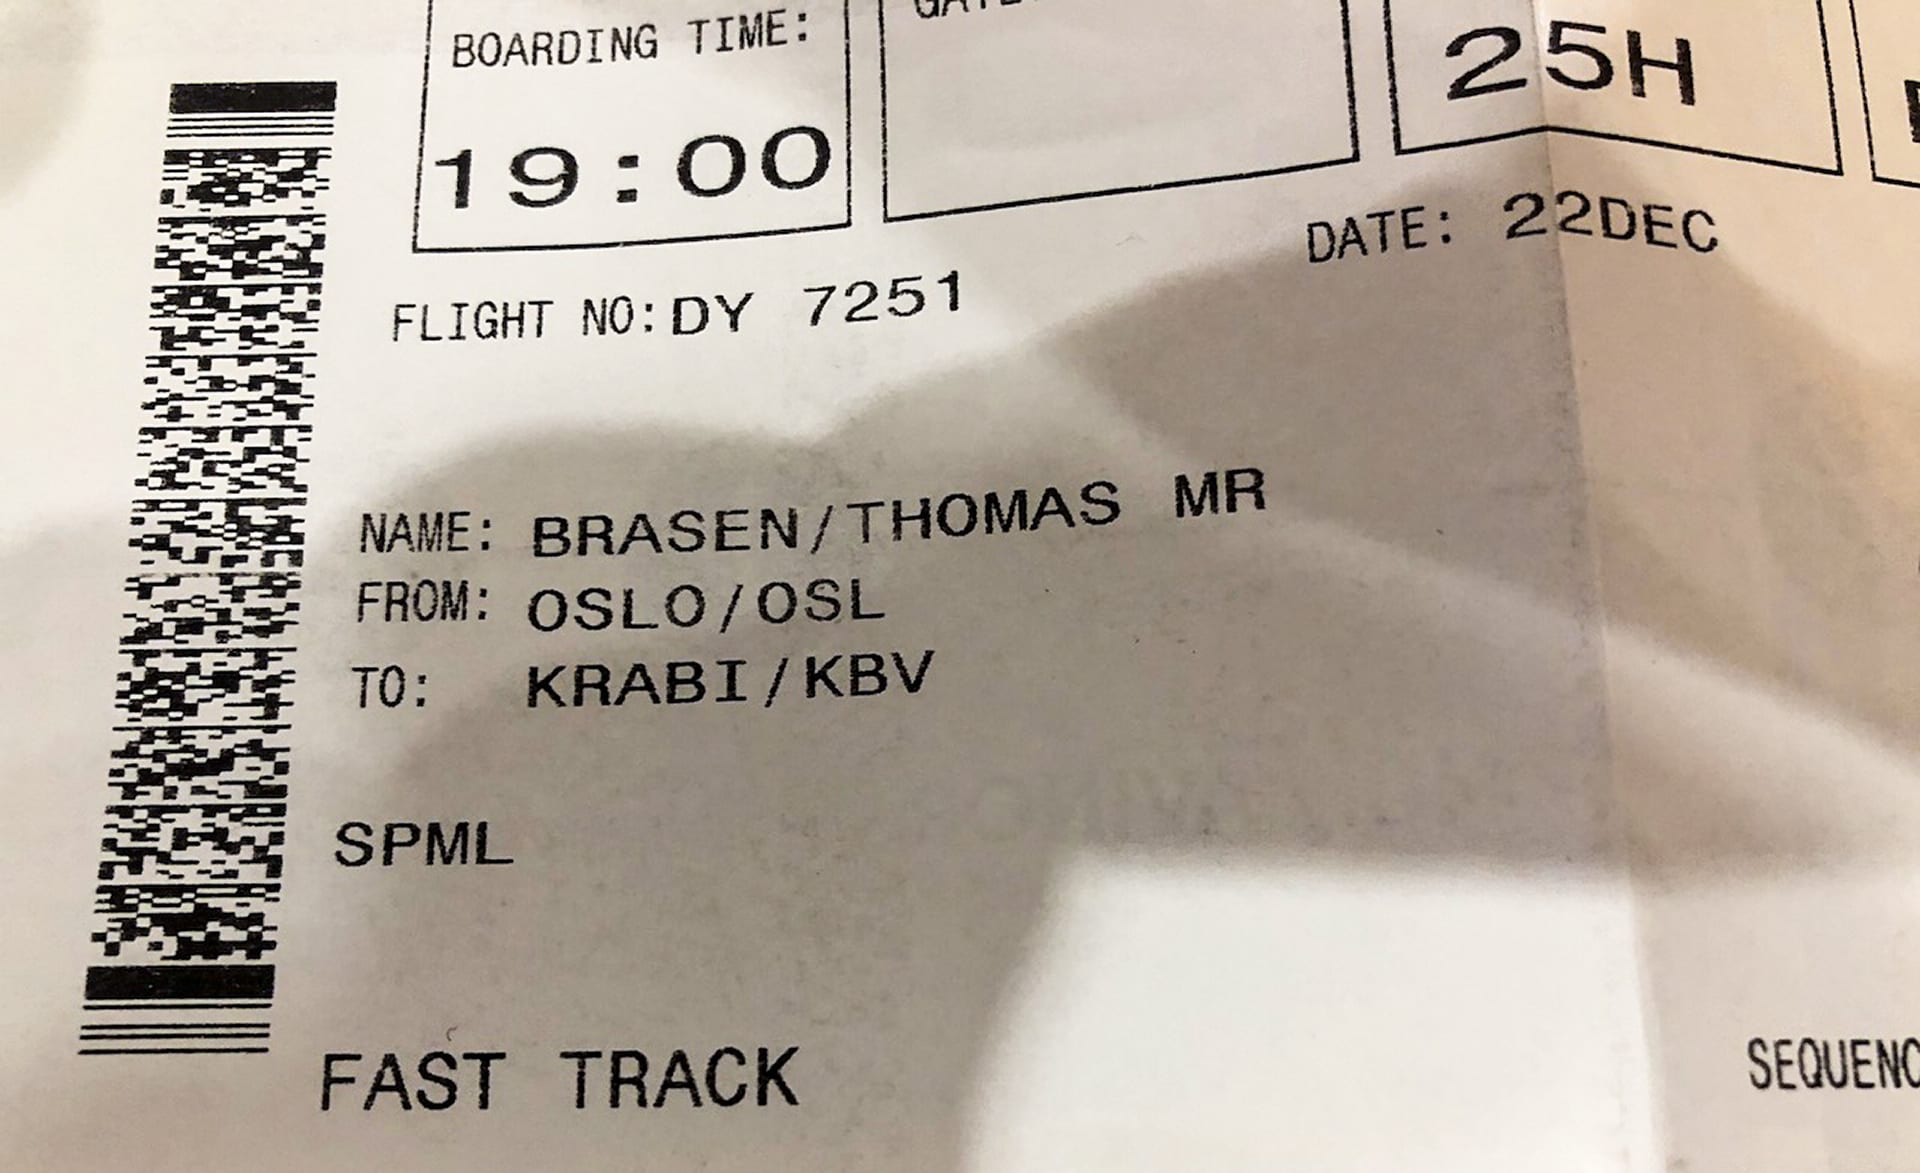 BOARDING TIME:
19:00
25H
DATE: 22DEC
FLIGHT NO: DY 7251
NAME: BRASEN/THOMAS MR
FROM: OSLO/OSL
TO: KRABI/KBV
SPML
FAST TRACK
SEQUENC